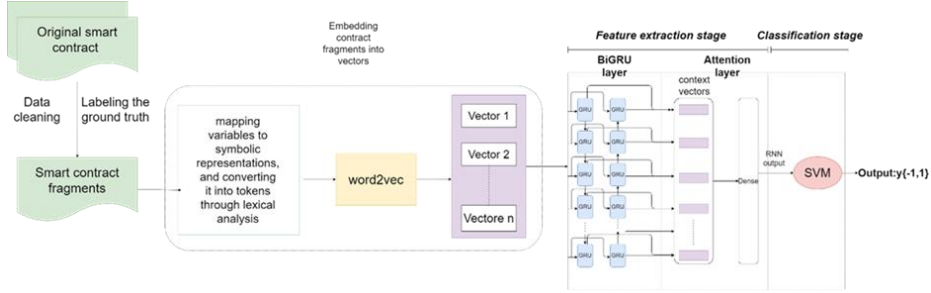 Original smart
contract
Data
cleaning
Labeling the
ground truth
Smart contract
fragments
Embedding
contract
fragments into
vectors
mapping
variables to
symbolic
representations,
and converting
it into tokens
through lexical
analysis
word2vec
Vector 1
Vector 2
Vectore n
Feature extraction stage
Classification stage
BiGRU
layer
Attention
layer
context
vectors
GRU
GRU
GRU
GRU
GRU
GRU
GRU
GRU
GRU
GRU
Dense
RNN
output
SVM
Output:y{-1,1}